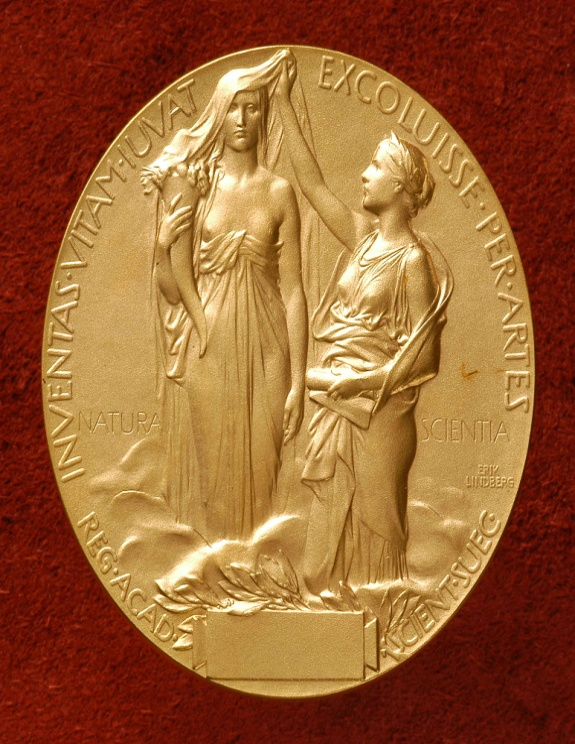 INVENTAS·VITAM·IUVAT
EXCOLUISSE·PER·ARTES
NATURA
SCIENTIA
ERIK
LINDBERG
REG·ACAD·
SCIENT·SUEC